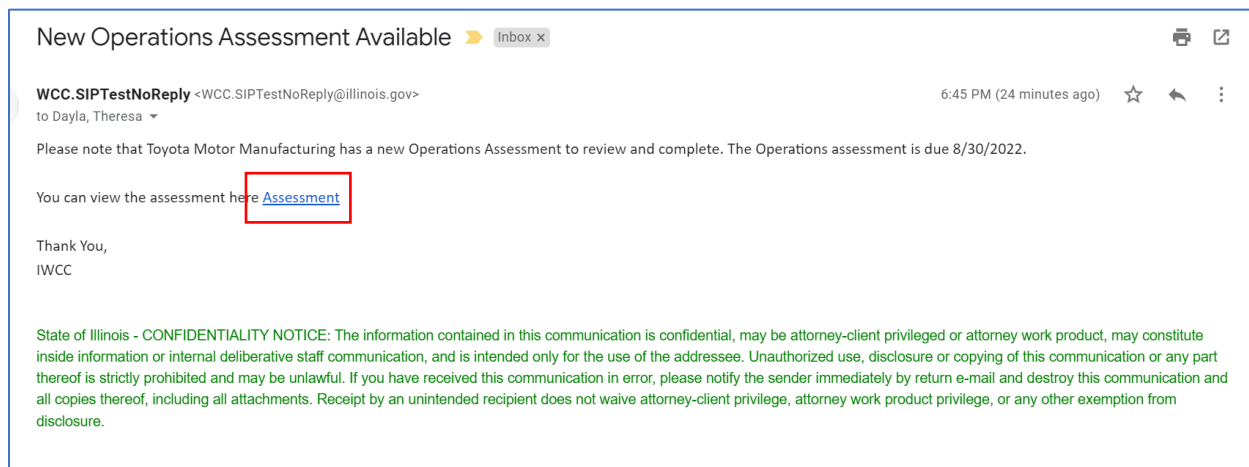 New Operations Assessment Available Inbox x
WCC.SIPTestNoReply <WCC.SIPTestNoReply@illinois.gov> 6:45 PM (24 minutes ago)
to Dayla, Theresa
Please note that Toyota Motor Manufacturing has a new Operations Assessment to review and complete. The Operations assessment is due 8/30/2022.
You can view the assessment here Assessment
Thank You,
IWCC
State of Illinois - CONFIDENTIALITY NOTICE: The information contained in this communication is confidential, may be attorney-client privileged or attorney work product, may constitute
inside information or internal deliberative staff communication, and is intended only for the use of the addressee. Unauthorized use, disclosure or copying of this communication or any part
thereof is strictly prohibited and may be unlawful. If you have received this communication in error, please notify the sender immediately by return e-mail and destroy this communication and
all copies thereof, including all attachments. Receipt by an unintended recipient does not waive attorney-client privilege, attorney work product privilege, or any other exemption from
disclosure.